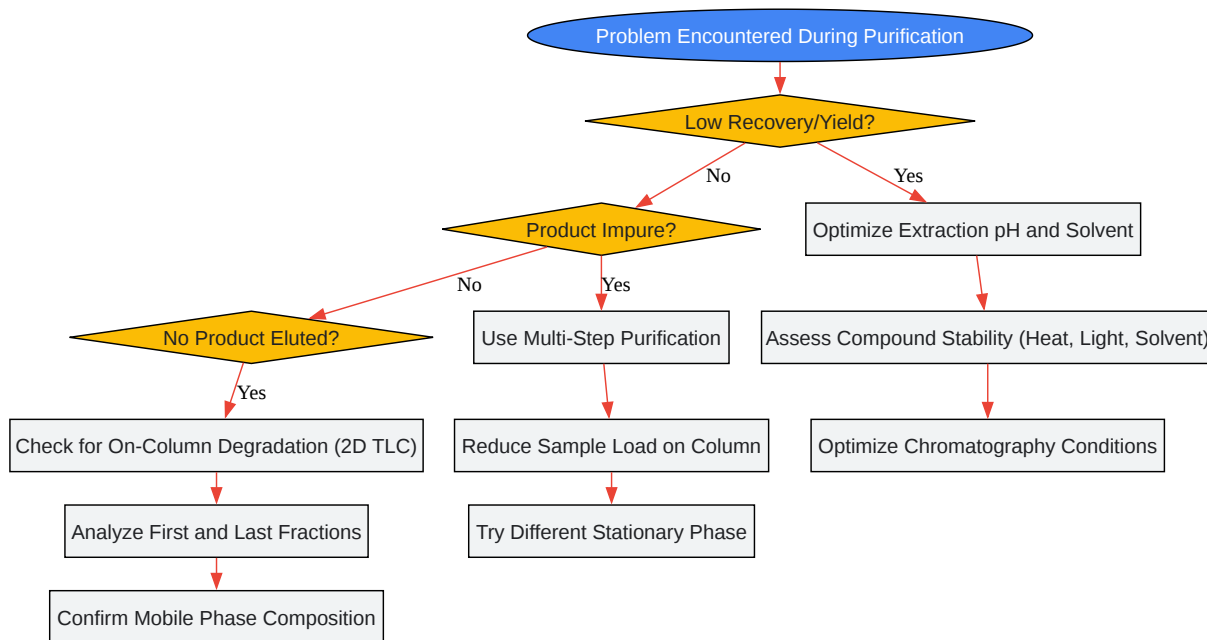 Problem Encountered During Purification
Low Recovery/Yield?
No
Yes
Product Impure?
Optimize Extraction pH and Solvent
No
Yes
No Product Eluted?
Use Multi-Step Purification
Assess Compound Stability (Heat, Light, Solvent)
Yes
Check for On-Column Degradation (2D TLC)
Reduce Sample Load on Column
Optimize Chromatography Conditions
Analyze First and Last Fractions
Try Different Stationary Phase
Confirm Mobile Phase Composition